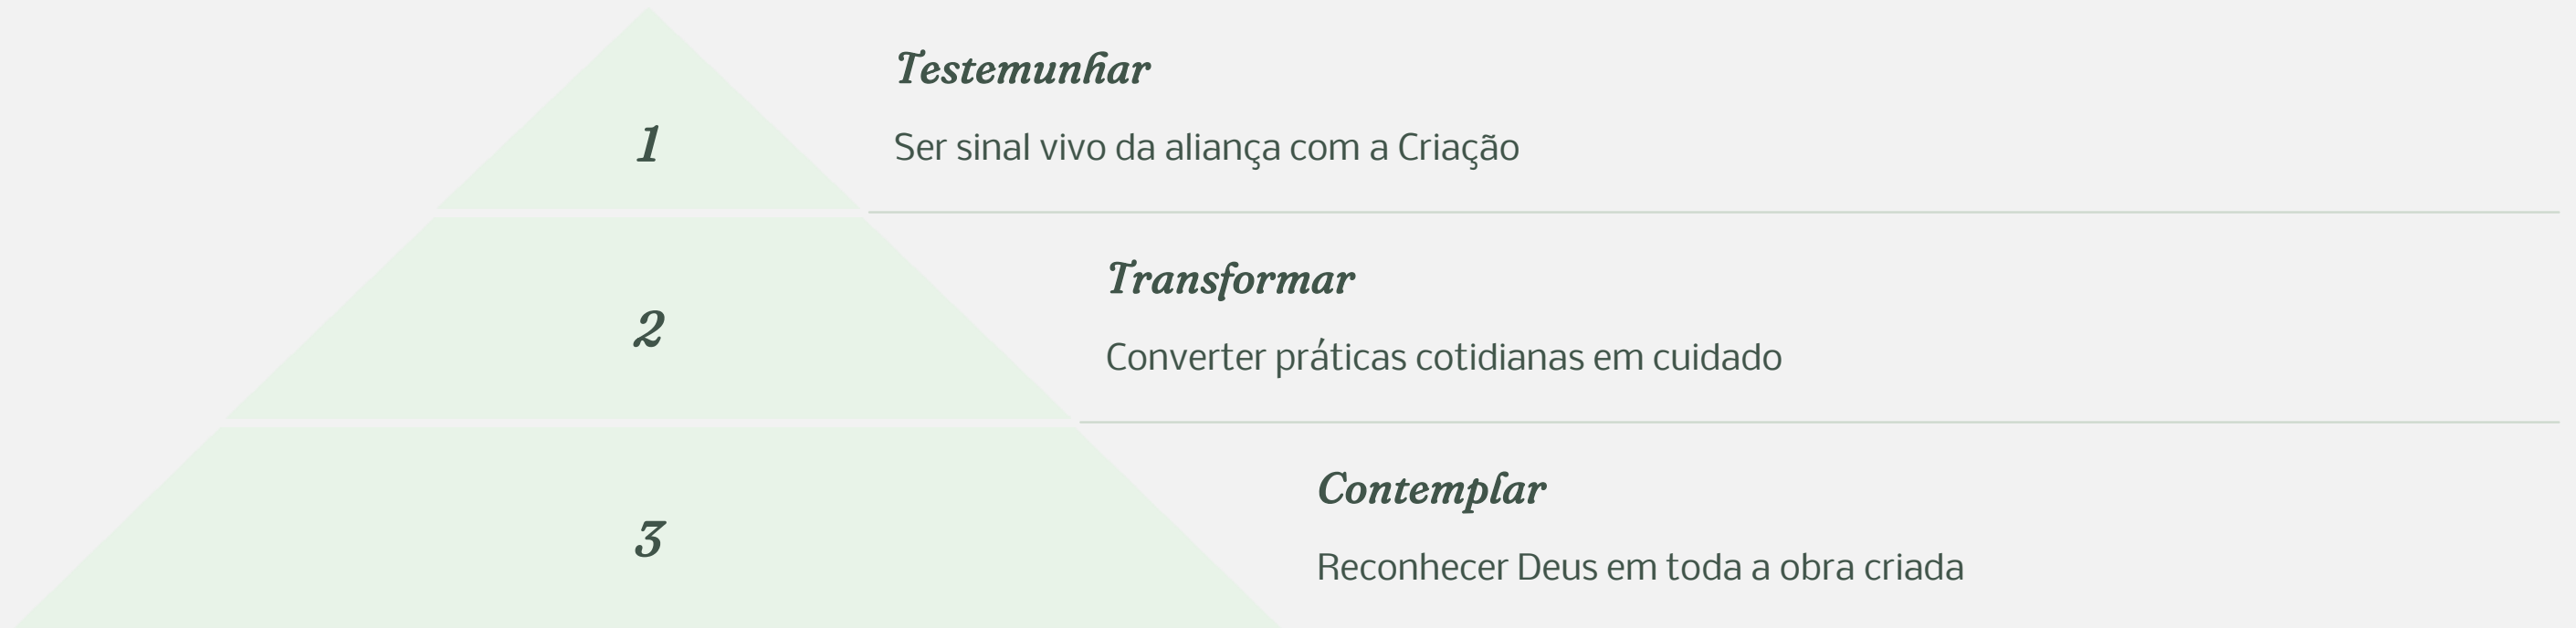 1
Testemunhar
Ser sinal vivo da aliança com a Criação
2
Transformar
Converter práticas cotidianas em cuidado
3
Contemplar
Reconhecer Deus em toda a obra criada